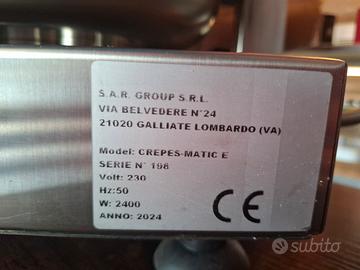 S.A.R. GROUP S.R.L.
VIA BELVEDERE N°24
21020 GALLIATE LOMBARDO (VA)
Model: CREPES-MATIC E
SERIE N° 198
Volt: 230
Hz:50
W: 2400
ANNO: 2024
CE
subito